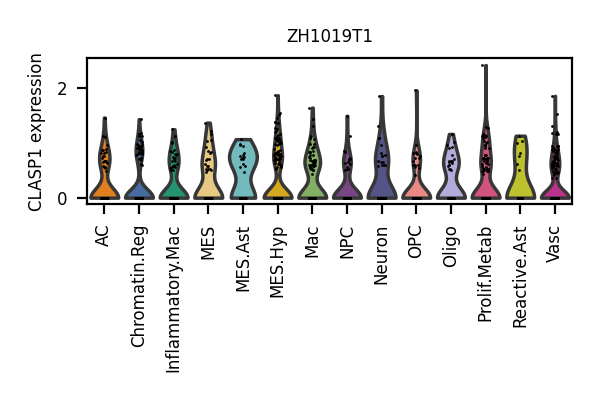 ZH1019T1
CLASP1 expression
2
0
AC
Chromatin.Reg
Inflammatory.Mac
MES
MES.Ast
MES.Hyp
Mac
NPC
Neuron
OPC
Oligo
Prolif.Metab
Reactive.Ast
Vasc